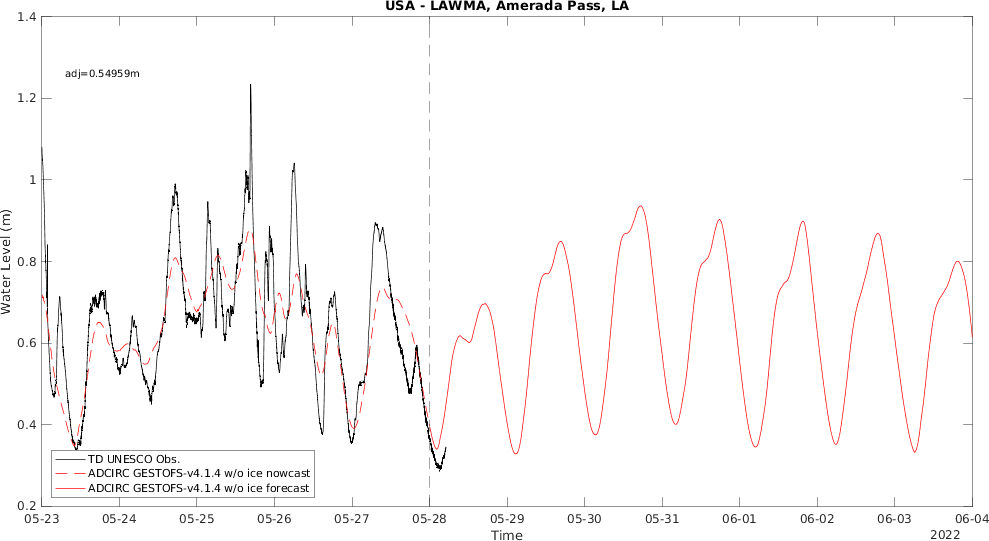 USA - LAWMA, Amerada Pass, LA
1.4
adj=0.54959m
1.2
1
0.8
Water Level (m)
0.6
0.4
TD UNESCO Obs.
ADCIRC GESTOFS-v4.1.4 w/o ice nowcast
ADCIRC GESTOFS-v4.1.4 w/o ice forecast
0.2
05-23 05-24 05-25 05-26 05-27 05-28 05-29 05-30 05-31 06-01 06-02 06-03 06-04
Time
2022